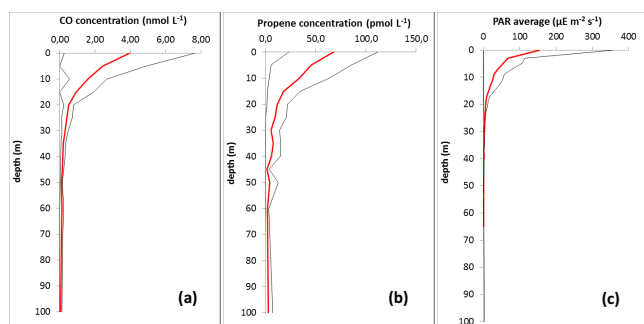 CO concentration (nmol L⁻¹)
0,00 2,00 4,00 6,00 8,00
0
10
20
30
40
50
60
70
80
90
100
depth (m)
(a)
Propene concentration (pmol L⁻¹)
0,0 50,0 100,0 150,0
0
10
20
30
40
50
60
70
80
90
100
depth (m)
(b)
PAR average (µE m⁻² s⁻¹)
0 100 200 300 400
0
10
20
30
40
50
60
70
80
90
100
depth (m)
(c)